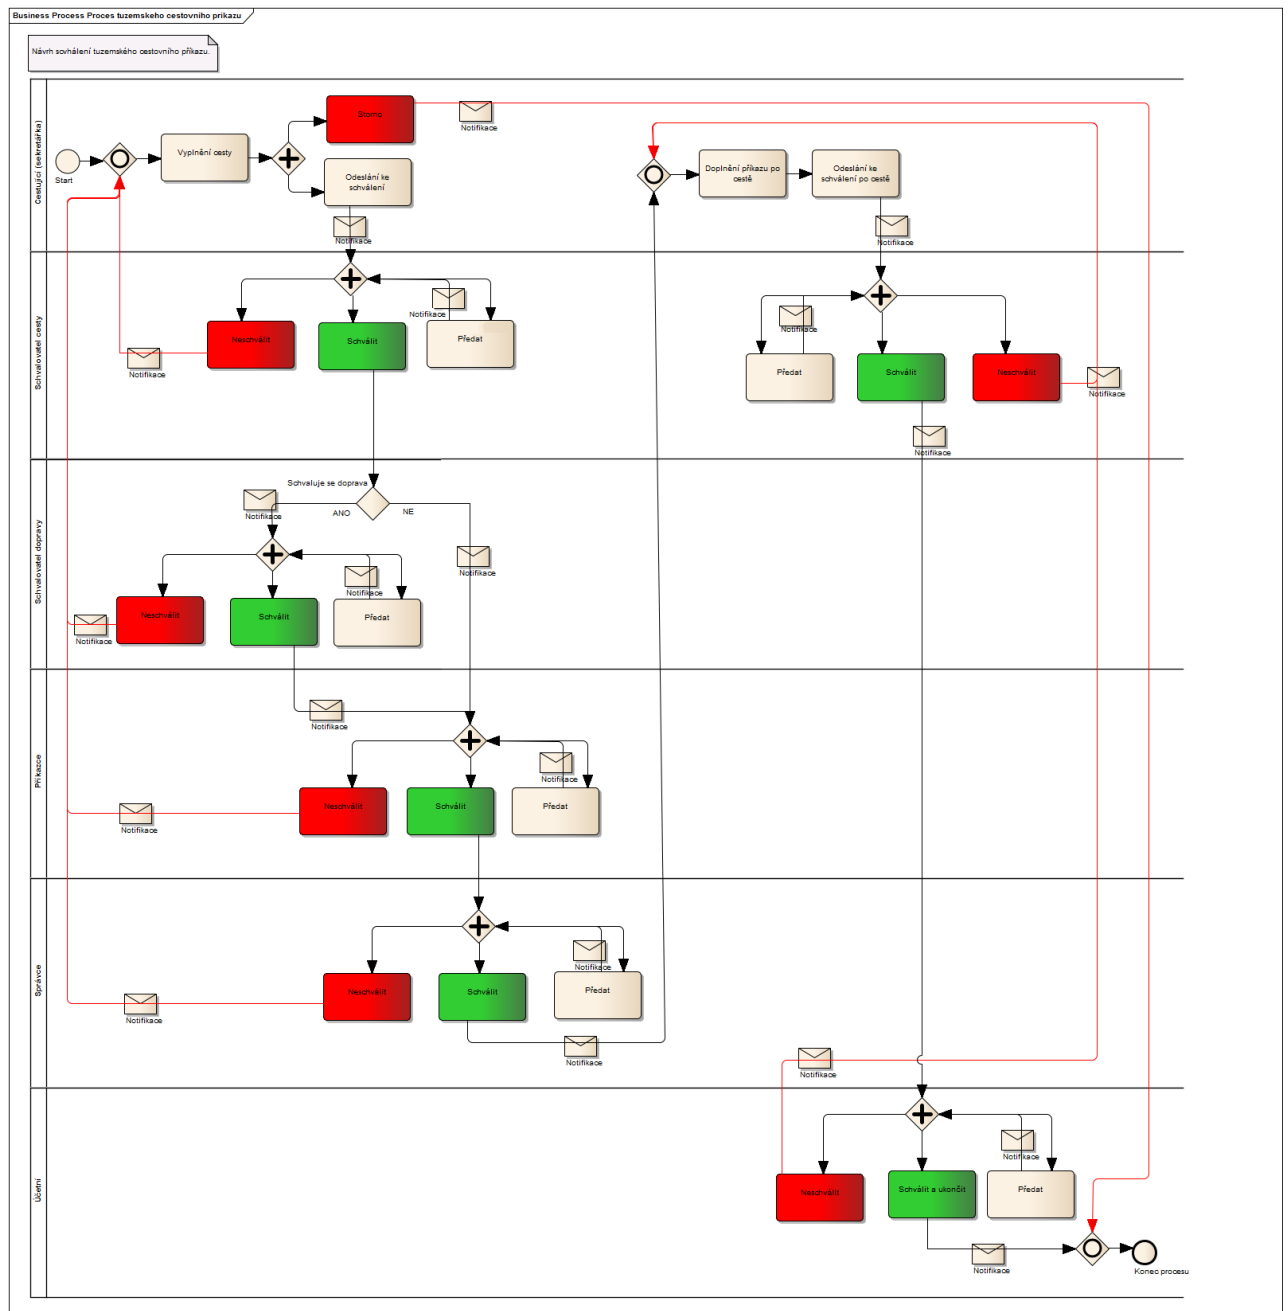 Business Process Proces tuzemskeho cestovniho prikazu
Návrh sovhálení tuzemského cestovního příkazu.
Cestující (sekretářka)
Start
Vyplnění cesty
Storno
Notifikace
Odeslání ke
schválení
Notifikace
Doplnění příkazu po
cestě
Odeslání ke
schválení po cestě
Notifikace
Schvalovatel cesty
Neschválit
Notifikace
Schválit
Notifikace
Předat
Notifikace
Předat
Schválit
Notifikace
Neschválit
Notifikace
Schvalovatel dopravy
Schvaluje se doprava
ANO
NE
Notifikace
Notifikace
Neschválit
Notifikace
Schválit
Notifikace
Předat
Příkazce
Notifikace
Neschválit
Notifikace
Schválit
Notifikace
Předat
Správce
Neschválit
Notifikace
Schválit
Notifikace
Předat
Notifikace
Notifikace
Účetní
Neschválit
Schválit a ukončit
Notifikace
Předat
Notifikace
Konec procesu